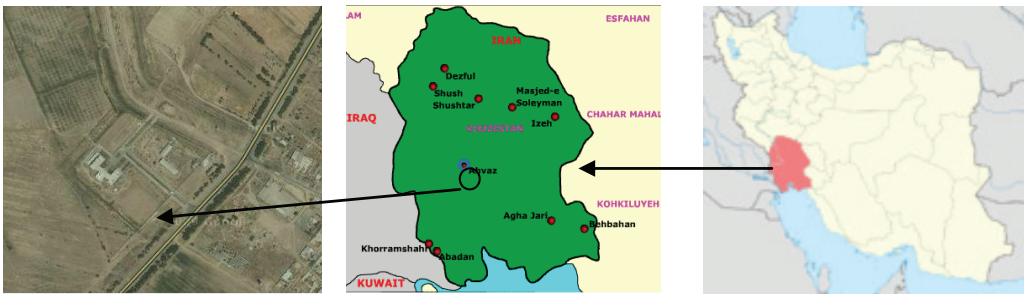 LAM
ESFAHAN
IRAN
Dezful
Shush
Shushtar
Masjed-e
Soleyman
Izeh
CHAHAR MAHAL
IRAQ
KHUZESTAN
Ahvaz
KOHKILUYEH
Agha Jari
Behbahan
Khorramshahr
Abadan
KUWAIT